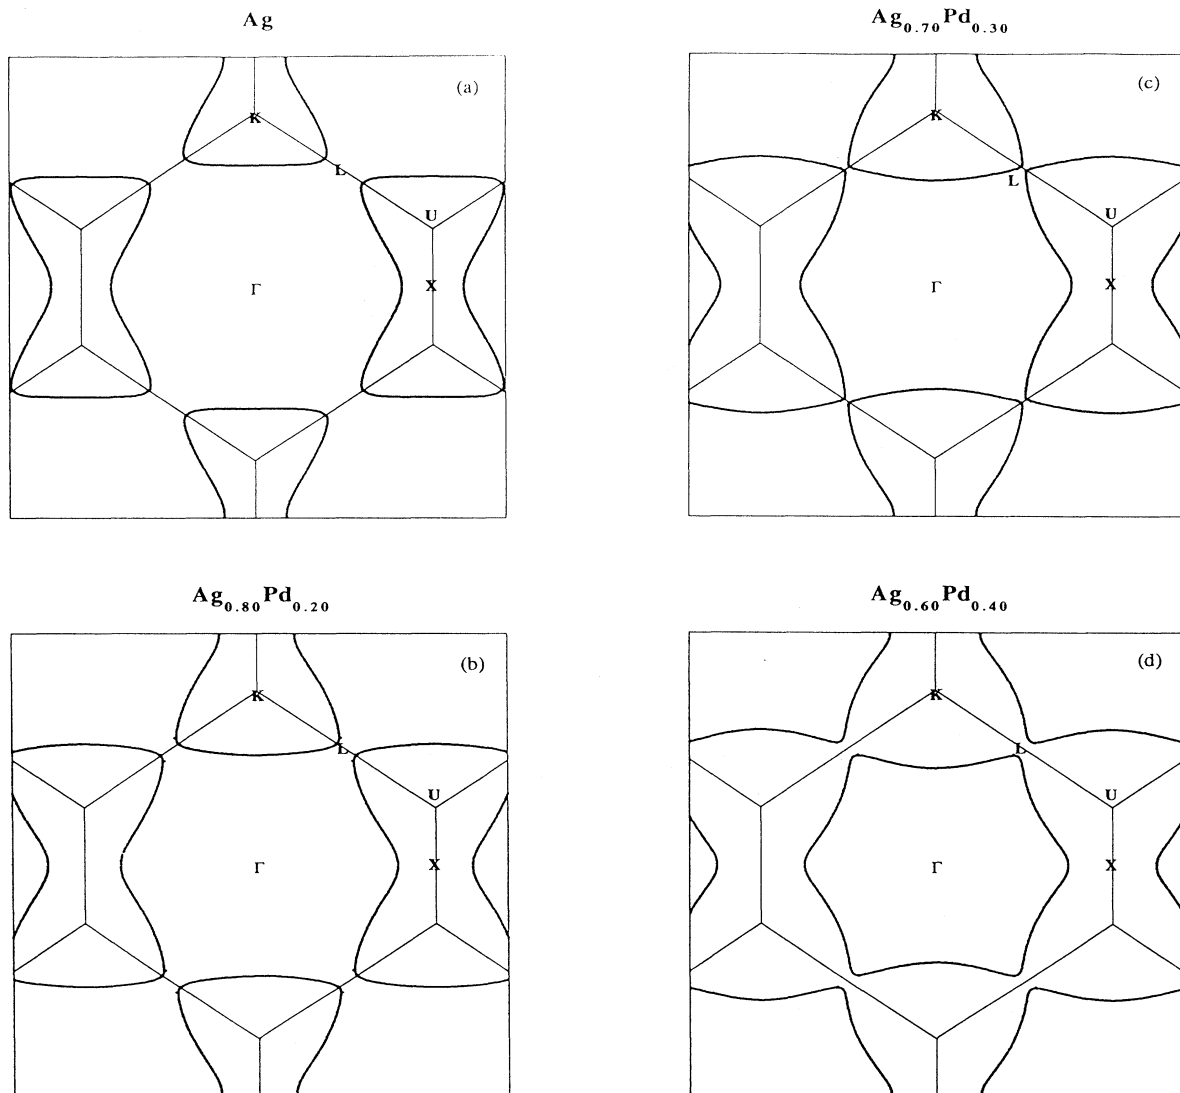 Ag
(a)
K
L
U
Γ
X
Ag0.70Pd0.30
(c)
K
L
U
Γ
X
Ag0.80Pd0.20
(b)
K
L
U
Γ
X
Ag0.60Pd0.40
(d)
K
L
U
Γ
X